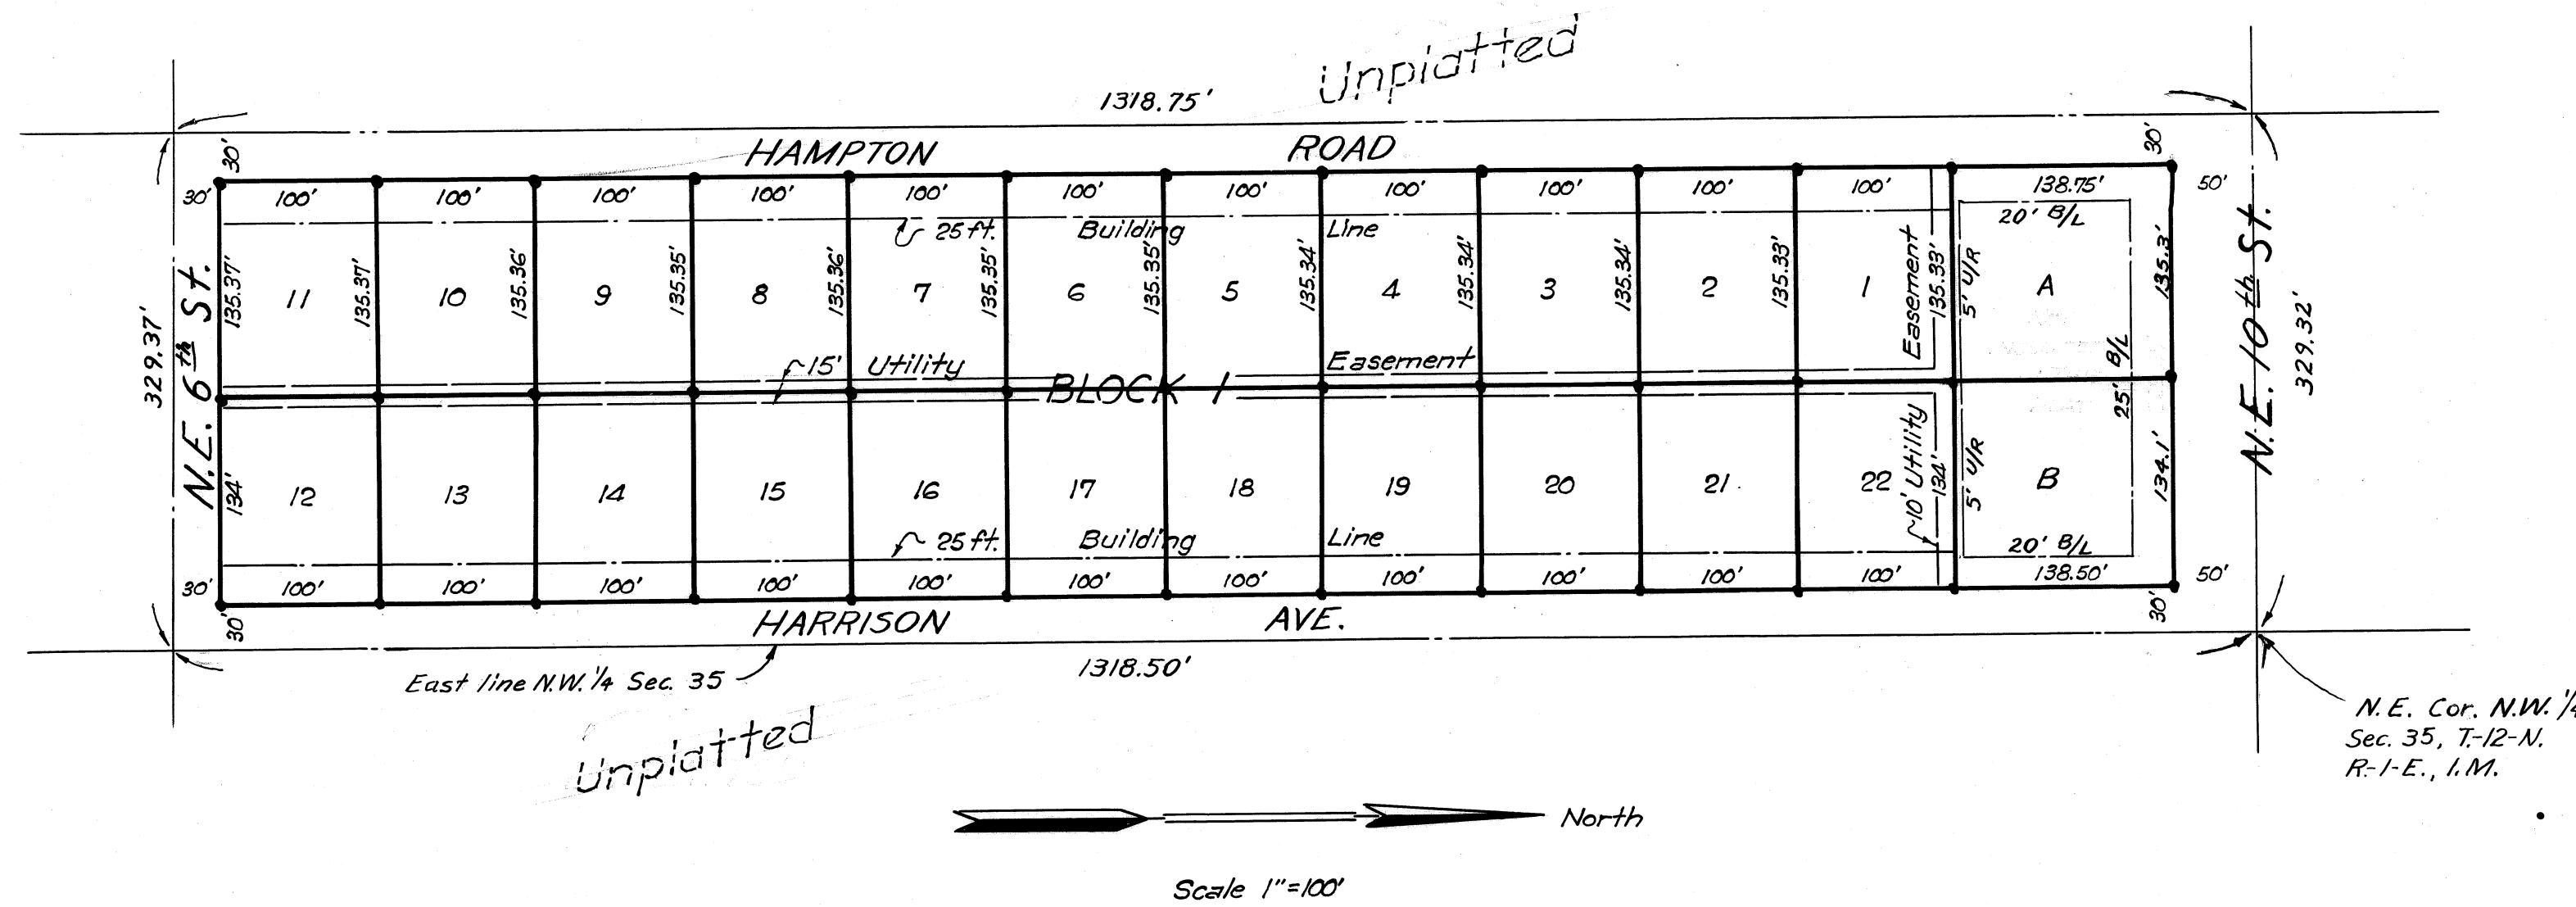 Unplatted
1318.75'
HAMPTON ROAD
30' 30'
30' 100' 100' 100' 100' 100' 100' 100' 100' 100' 100' 100' 138.75' 50'
20' B/L
25 ft. Building Line
N.E. 6th St.
329.37'
135.37' 135.37' 135.36' 135.35' 135.36' 135.35' 135.35' 135.34' 135.34' 135.34' 135.33' 135.33' 135.3'
11 10 9 8 7 6 5 4 3 2 1 A
Easement
5' U/R
N.E. 10th St.
329.32'
15' Utility Easement
BLOCK 1
25' B/L
134' 134' 134.1'
12 13 14 15 16 17 18 19 20 21 22 B
10' Utility
5' U/R
25 ft. Building Line
20' B/L
30' 100' 100' 100' 100' 100' 100' 100' 100' 100' 100' 100' 138.50' 50'
30' 30'
HARRISON AVE.
1318.50'
East line N.W. 1/4 Sec. 35
Unplatted
N.E. Cor. N.W. 1/4
Sec. 35, T.-12-N.
R-1-E., I.M.
North
Scale 1"=100'